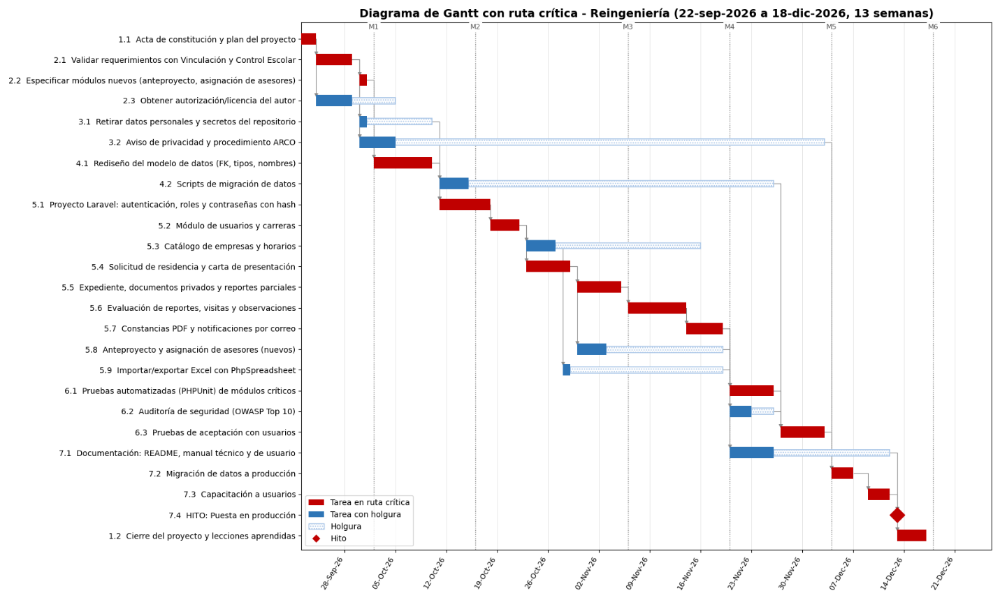 Diagrama de Gantt con ruta crítica - Reingeniería (22-sep-2026 a 18-dic-2026, 13 semanas)
M1 M2 M3 M4 M5 M6
1.1 Acta de constitución y plan del proyecto
2.1 Validar requerimientos con Vinculación y Control Escolar
2.2 Especificar módulos nuevos (anteproyecto, asignación de asesores)
2.3 Obtener autorización/licencia del autor
3.1 Retirar datos personales y secretos del repositorio
3.2 Aviso de privacidad y procedimiento ARCO
4.1 Rediseño del modelo de datos (FK, tipos, nombres)
4.2 Scripts de migración de datos
5.1 Proyecto Laravel: autenticación, roles y contraseñas con hash
5.2 Módulo de usuarios y carreras
5.3 Catálogo de empresas y horarios
5.4 Solicitud de residencia y carta de presentación
5.5 Expediente, documentos privados y reportes parciales
5.6 Evaluación de reportes, visitas y observaciones
5.7 Constancias PDF y notificaciones por correo
5.8 Anteproyecto y asignación de asesores (nuevos)
5.9 Importar/exportar Excel con PhpSpreadsheet
6.1 Pruebas automatizadas (PHPUnit) de módulos críticos
6.2 Auditoría de seguridad (OWASP Top 10)
6.3 Pruebas de aceptación con usuarios
7.1 Documentación: README, manual técnico y de usuario
7.2 Migración de datos a producción
7.3 Capacitación a usuarios
7.4 HITO: Puesta en producción
1.2 Cierre del proyecto y lecciones aprendidas
Tarea en ruta crítica
Tarea con holgura
Holgura
Hito
28-Sep-26 05-Oct-26 12-Oct-26 19-Oct-26 26-Oct-26 02-Nov-26 09-Nov-26 16-Nov-26 23-Nov-26 30-Nov-26 07-Dec-26 14-Dec-26 21-Dec-26